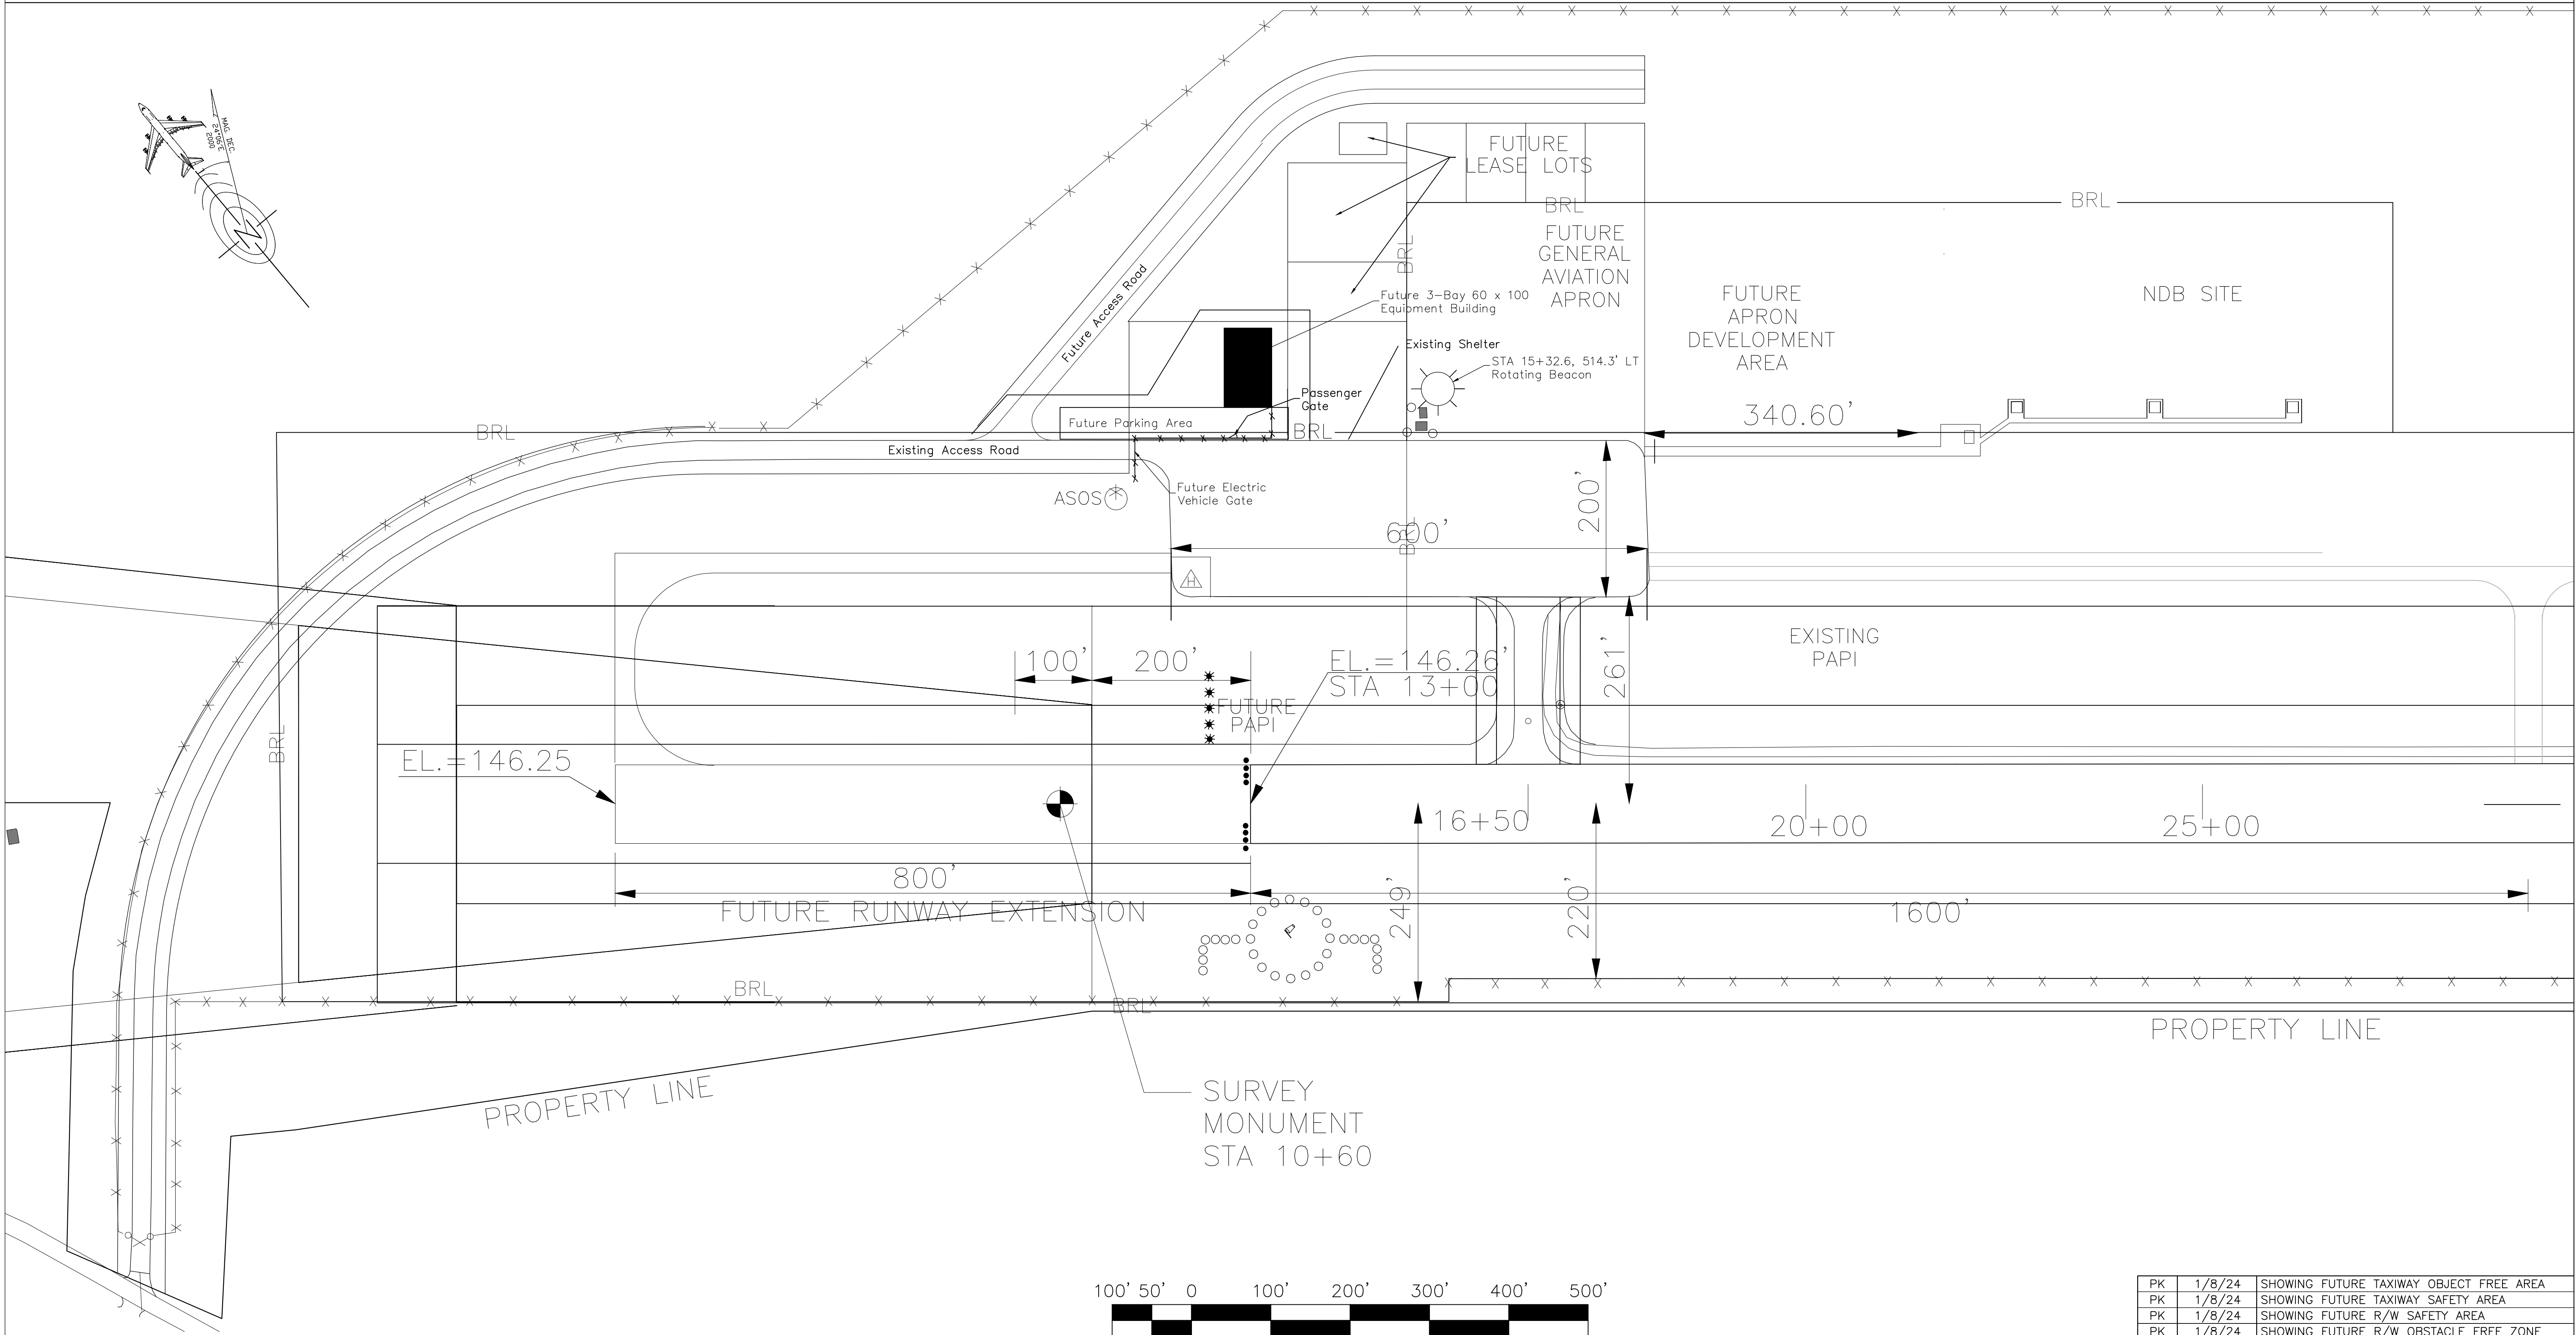 MAG. DEC.
24°06'E
2000
FUTURE
LEASE LOTS
BRL
BRL
BRL
FUTURE
GENERAL
AVIATION
APRON
Future Access Road
Future 3-Bay 60 x 100
Equipment Building
FUTURE
APRON
DEVELOPMENT
AREA
NDB SITE
Existing Shelter
STA 15+32.6, 514.3' LT
Rotating Beacon
Passenger
Gate
Future Parking Area
340.60'
BRL
BRL
Existing Access Road
ASOS
Future Electric
Vehicle Gate
200'
600'
BRL
H
EXISTING
PAPI
100'
200'
EL.=146.26'
STA 13+00
261'
FUTURE
PAPI
BRL
EL.=146.25
16+50
20+00
25+00
800'
FUTURE RUNWAY EXTENSION
249'
220'
1600'
BRL
BRL
PROPERTY LINE
PROPERTY LINE
SURVEY
MONUMENT
STA 10+60
100' 50' 0 100' 200' 300' 400' 500'
PK 1/8/24 SHOWING FUTURE TAXIWAY OBJECT FREE AREA
PK 1/8/24 SHOWING FUTURE TAXIWAY SAFETY AREA
PK 1/8/24 SHOWING FUTURE R/W SAFETY AREA
PK 1/8/24 SHOWING FUTURE R/W OBSTACLE FREE ZONE